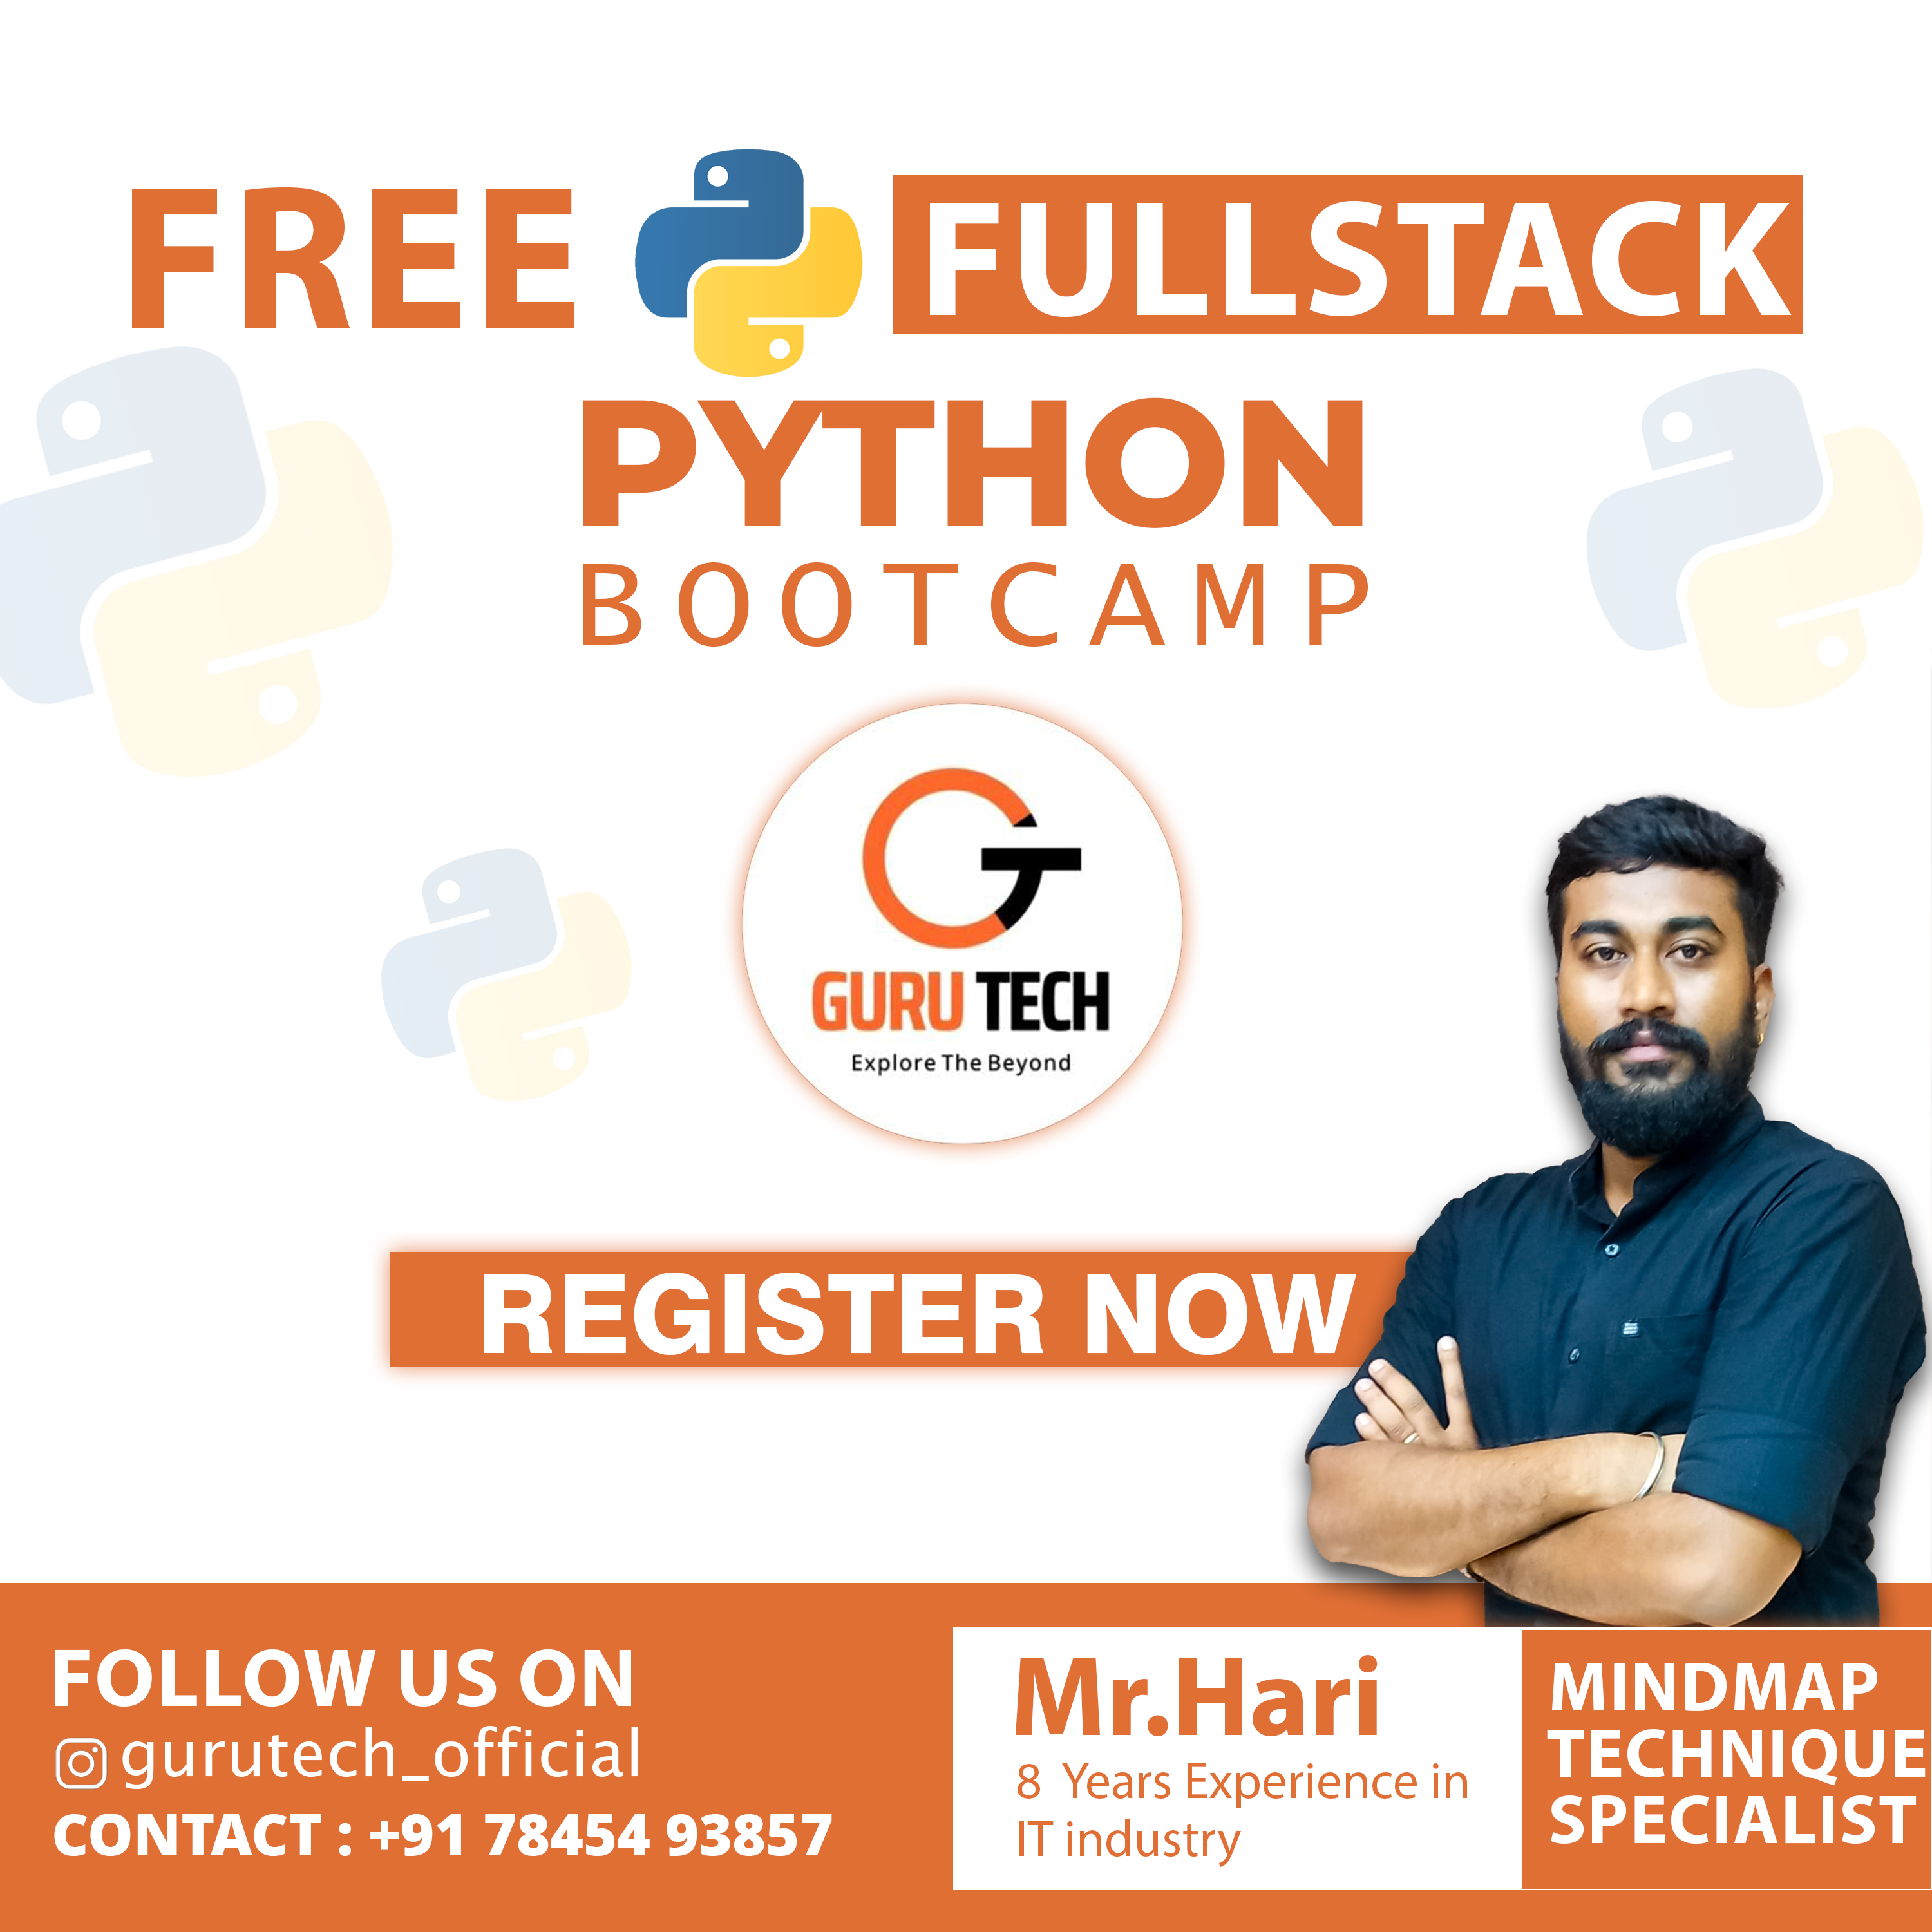 FREE FULLSTACK
PYTHON
BOOTCAMP
GT
GURU TECH
Explore The Beyond
REGISTER NOW
FOLLOW US ON
gurutech_official
CONTACT : +91 78454 93857
Mr.Hari
8 Years Experience in
IT industry
MINDMAP
TECHNIQUE
SPECIALIST